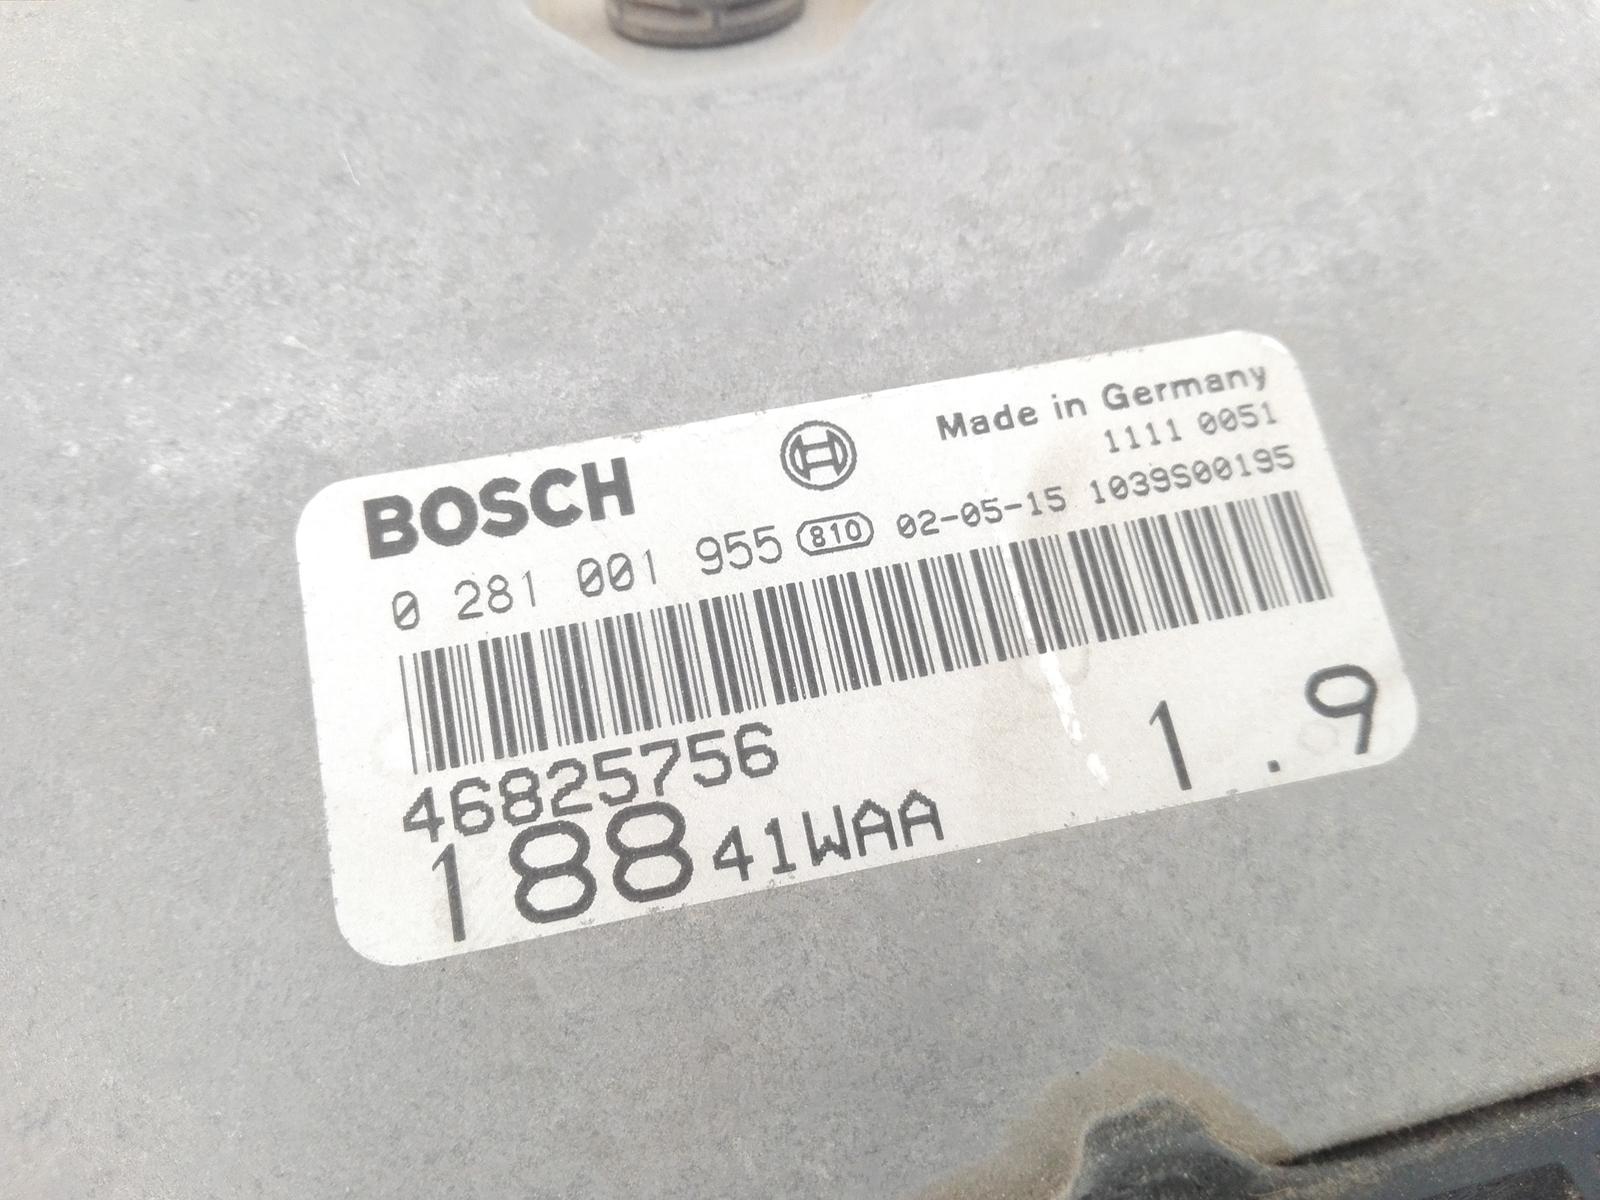 BOSCH
Made in Germany
1111 0051
0 281 001 955 810 02-05-15 1039S00195
46825756
1.9
188 41WAA